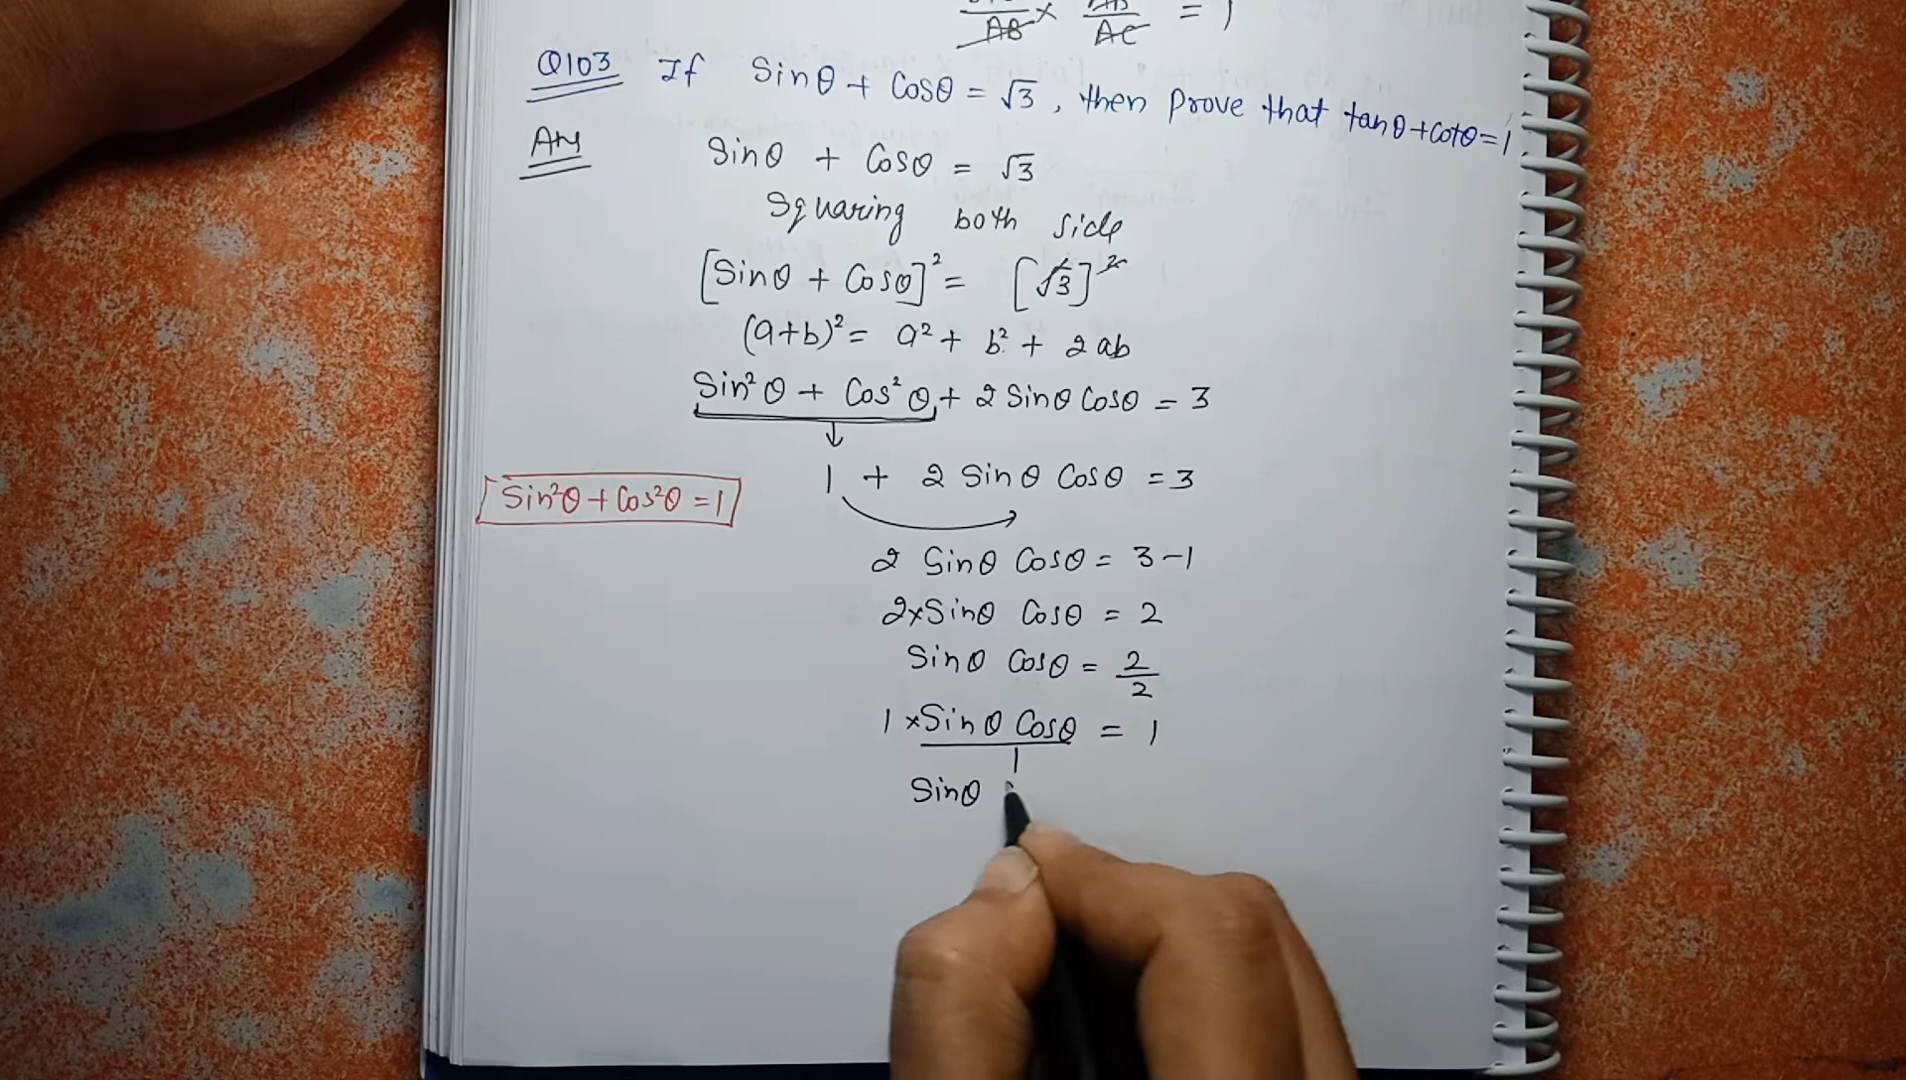 AB × AC = 1
Q103 If Sinθ + Cosθ = √3, then Prove that tanθ+Cotθ=1
Ans
Sinθ + Cosθ = √3
Squaring both side
[Sinθ + Cosθ]² = [√3]²
(a+b)² = a² + b² + 2ab
Sin²θ + Cos²θ + 2 Sinθ Cosθ = 3
↓
1 + 2 Sinθ Cosθ = 3
Sin²θ + Cos²θ = 1
2 Sinθ Cosθ = 3-1
2×Sinθ Cosθ = 2
Sinθ Cosθ = 2/2
1×Sinθ Cosθ = 1
Sinθ